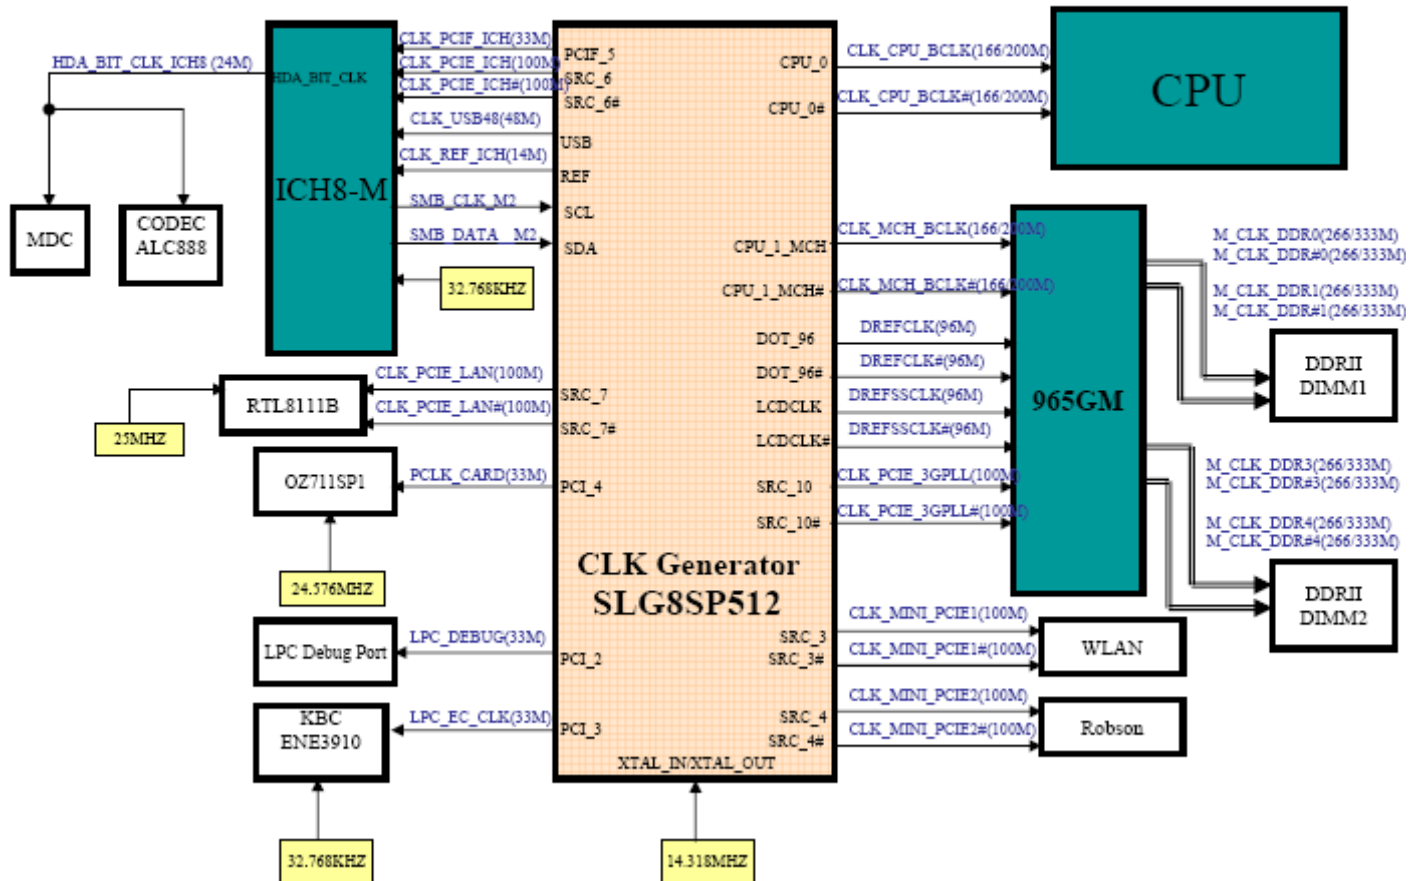 HDA_BIT_CLK_ICH8 (24M)
HDA_BIT_CLK
ICH8-M
MDC
CODEC
ALC888
CLK_PCIF_ICH(33M)
CLK_PCIE_ICH(100M)
CLK_PCIE_ICH#(100M)
CLK_USB48(48M)
CLK_REF_ICH(14M)
SMB_CLK_M2
SMB_DATA_ M2
32.768KHZ
PCIF_5
SRC_6
SRC_6#
USB
REF
SCL
SDA
CLK_PCIE_LAN(100M)
CLK_PCIE_LAN#(100M)
SRC_7
SRC_7#
RTL8111B
25MHZ
OZ711SP1
PCLK_CARD(33M)
PCI_4
24.576MHZ
LPC Debug Port
LPC_DEBUG(33M)
PCI_2
KBC
ENE3910
LPC_EC_CLK(33M)
PCI_3
32.768KHZ
CLK Generator
SLG8SP512
XTAL_IN/XTAL_OUT
14.318MHZ
CPU_0
CPU_0#
CLK_CPU_BCLK(166/200M)
CLK_CPU_BCLK#(166/200M)
CPU
CPU_1_MCH
CPU_1_MCH#
DOT_96
DOT_96#
LCDCLK
LCDCLK#
SRC_10
SRC_10#
CLK_MCH_BCLK(166/200M)
CLK_MCH_BCLK#(166/200M)
DREFCLK(96M)
DREFCLK#(96M)
DREFSSCLK(96M)
DREFSSCLK#(96M)
CLK_PCIE_3GPLL(100M)
CLK_PCIE_3GPLL#(100M)
965GM
M_CLK_DDR0(266/333M)
M_CLK_DDR#0(266/333M)
M_CLK_DDR1(266/333M)
M_CLK_DDR#1(266/333M)
DDRII
DIMM1
M_CLK_DDR3(266/333M)
M_CLK_DDR#3(266/333M)
M_CLK_DDR4(266/333M)
M_CLK_DDR#4(266/333M)
DDRII
DIMM2
SRC_3
SRC_3#
CLK_MINI_PCIE1(100M)
CLK_MINI_PCIE1#(100M)
WLAN
SRC_4
SRC_4#
CLK_MINI_PCIE2(100M)
CLK_MINI_PCIE2#(100M)
Robson